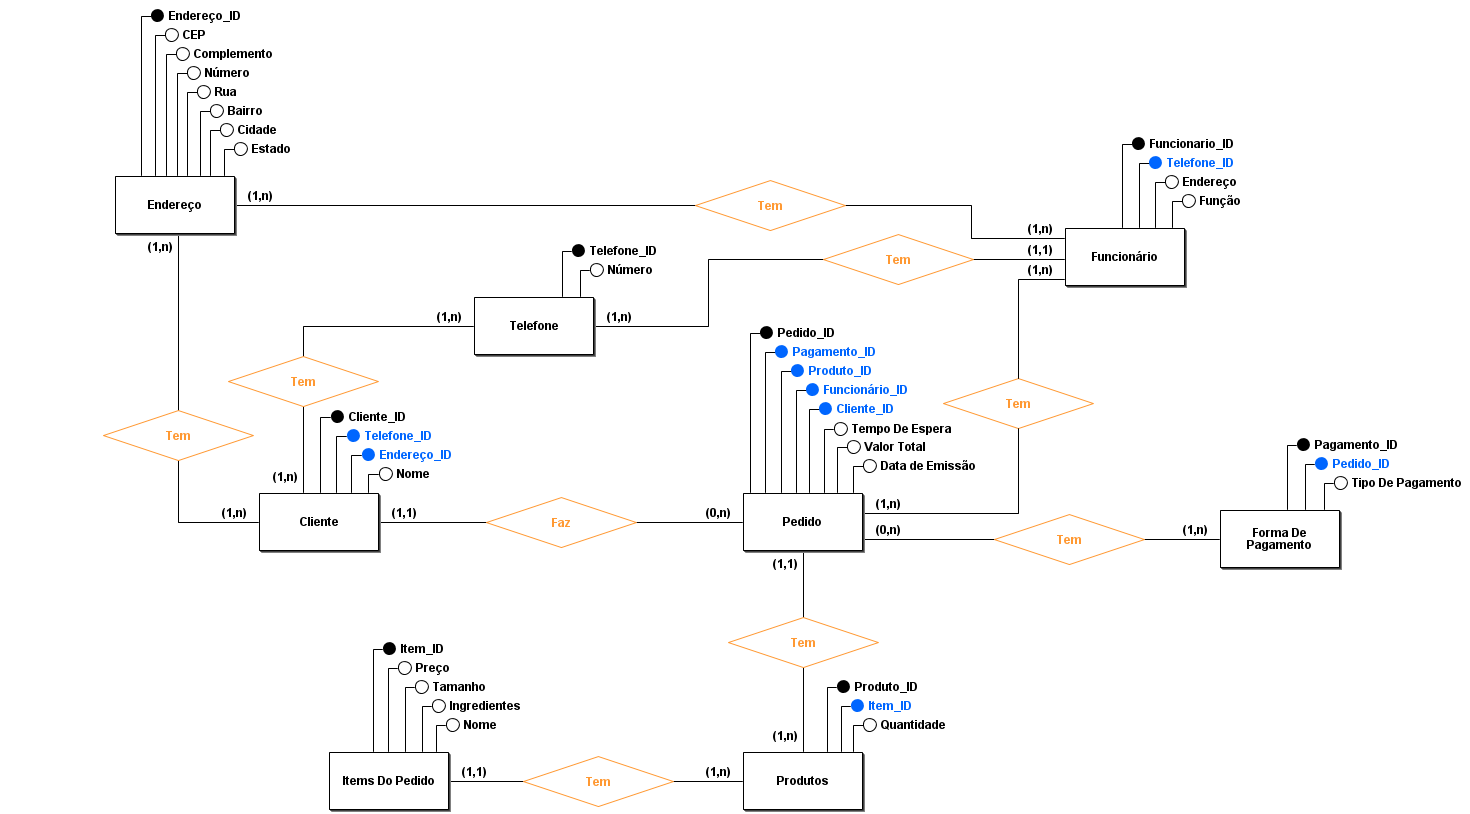 Endereço_ID
CEP
Complemento
Número
Rua
Bairro
Cidade
Estado
Endereço
(1,n)
(1,n)
Tem
Funcionario_ID
Telefone_ID
Endereço
Função
(1,n)
(1,1)
(1,n)
Funcionário
Tem
Telefone_ID
Número
Telefone
(1,n)
(1,n)
Tem
Tem
Cliente_ID
Telefone_ID
Endereço_ID
Nome
(1,n)
(1,n)
Cliente
(1,1)
Faz
(0,n)
Pedido_ID
Pagamento_ID
Produto_ID
Funcionário_ID
Cliente_ID
Tempo De Espera
Valor Total
Data de Emissão
Pedido
(1,n)
(0,n)
(1,1)
Tem
Tem
(1,n)
Pagamento_ID
Pedido_ID
Tipo De Pagamento
Forma De
Pagamento
Tem
Item_ID
Preço
Tamanho
Ingredientes
Nome
Items Do Pedido
(1,1)
Tem
(1,n)
(1,n)
Produto_ID
Item_ID
Quantidade
Produtos